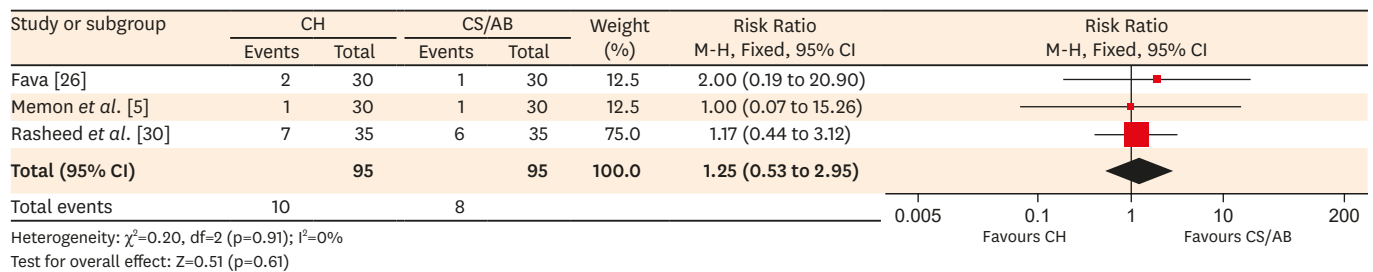 Study or subgroup CH CS/AB Weight Risk Ratio Risk Ratio
Events Total Events Total (%) M-H, Fixed, 95% CI M-H, Fixed, 95% CI
Fava [26] 2 30 1 30 12.5 2.00 (0.19 to 20.90)
Memon et al. [5] 1 30 1 30 12.5 1.00 (0.07 to 15.26)
Rasheed et al. [30] 7 35 6 35 75.0 1.17 (0.44 to 3.12)
Total (95% CI) 95 95 100.0 1.25 (0.53 to 2.95)
Total events 10 8
0.005 0.1 1 10 200
Favours CH Favours CS/AB
Heterogeneity: χ²=0.20, df=2 (p=0.91); I²=0%
Test for overall effect: Z=0.51 (p=0.61)